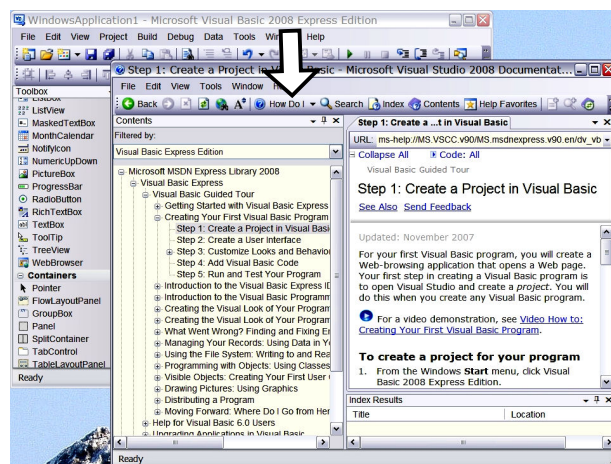 WindowsApplication1 - Microsoft Visual Basic 2008 Express Edition
File Edit View Project Build Debug Data Tools Help
Toolbox
ListView
MaskedTextBox
MonthCalendar
NotifyIcon
NumericUpDown
PictureBox
ProgressBar
RadioButton
RichTextBox
TextBox
ToolTip
TreeView
WebBrowser
Containers
Pointer
FlowLayoutPanel
GroupBox
Panel
SplitContainer
TabControl
TableLayoutPanel
Ready
Step 1: Create a Project in Basic - Microsoft Visual Studio 2008 Documentat...
File Edit View Tools Window
Back How Do I Search Index Contents Help Favorites
Contents
Filtered by:
Visual Basic Express Edition
Microsoft MSDN Express Library 2008
Visual Basic Express
Visual Basic Guided Tour
Getting Started with Visual Basic Express
Creating Your First Visual Basic Program
Step 1: Create a Project in Visual Basi
Step 2: Create a User Interface
Step 3: Customize Looks and Behavior
Step 4: Add Visual Basic Code
Step 5: Run and Test Your Program
Introduction to the Visual Basic Express ID
Introduction to the Visual Basic Programm
Creating the Visual Look of Your Program
Creating the Visual Look of Your Program
What Went Wrong? Finding and Fixing Er
Managing Your Records: Using Data in Y
Using the File System: Writing to and Rea
Programming with Objects: Using Classes
Visible Objects: Creating Your First User
Drawing Pictures: Using Graphics
Distributing a Program
Moving Forward: Where Do I Go from Her
Help for Visual Basic 6.0 Users
Upgrading Applications in Visual Basic
Ready
Step 1: Create a ...t in Visual Basic
URL: ms-help://MS.VSCC.v90/MS.msdnexpress.v90.en/dv_vb
Collapse All Code: All
Visual Basic Guided Tour
Step 1: Create a Project in Visual Basic
See Also Send Feedback
Updated: November 2007
For your first Visual Basic program, you will create a
Web-browsing application that opens a Web page.
Your first step in creating a Visual Basic program is
to open Visual Studio and create a project. You will
do this when you create any Visual Basic program.
For a video demonstration, see Video How to:
Creating Your First Visual Basic Program.
To create a project for your program
1. From the Windows Start menu, click Visual
Basic 2008 Express Edition.
Index Results
Title Location